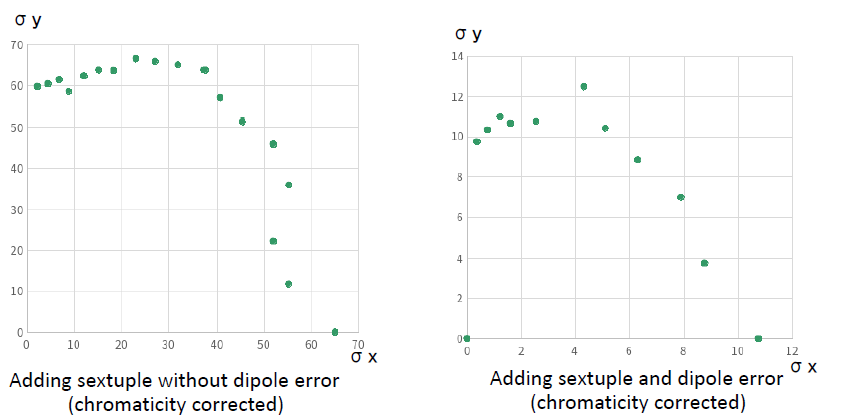 σ y
70
60
50
40
30
20
10
0
0 10 20 30 40 50 60 70
σ x
Adding sextuple without dipole error
(chromaticity corrected)
σ y
14
12
10
8
6
4
2
0
0 2 4 6 8 10 12
σ x
Adding sextuple and dipole error
(chromaticity corrected)